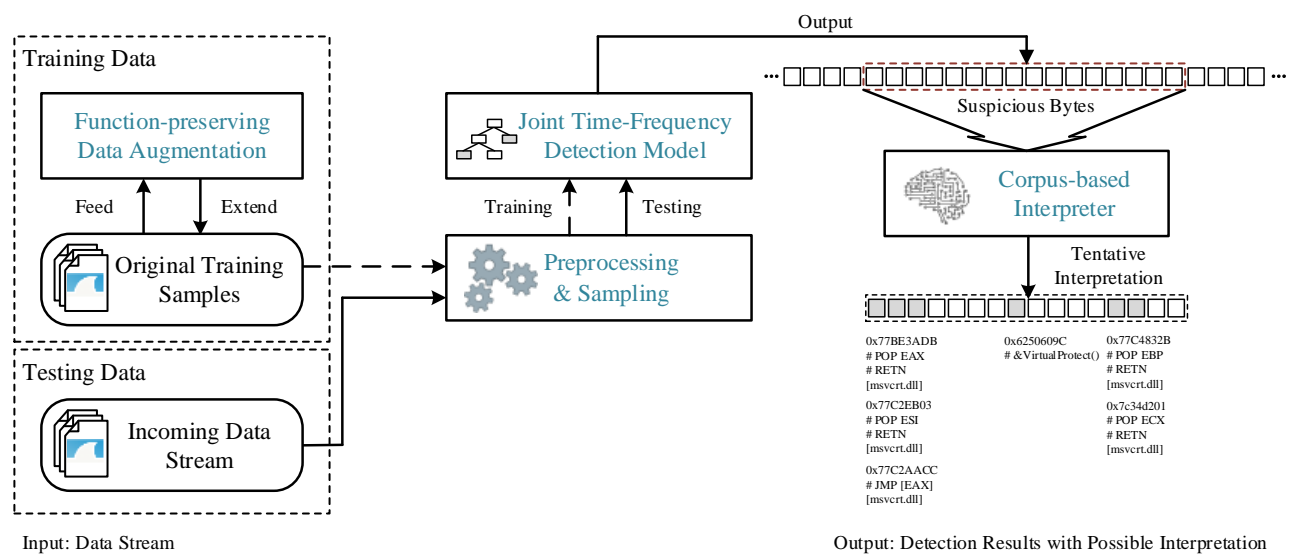 Output
Training Data
Function-preserving
Data Augmentation
Feed
Extend
Original Training
Samples
Testing Data
Incoming Data
Stream
Input: Data Stream
Joint Time-Frequency
Detection Model
Training
Testing
Preprocessing
& Sampling
... ...
Suspicious Bytes
Corpus-based
Interpreter
Tentative
Interpretation
0x77BE3ADB
# POP EAX
# RETN
[msvcrt.dll]
0x77C2EB03
# POP ESI
# RETN
[msvcrt.dll]
0x77C2AACC
# JMP [EAX]
[msvcrt.dll]
0x6250609C
# &VirtualProtect()
0x77C4832B
# POP EBP
# RETN
[msvcrt.dll]
0x7c34d201
# POP ECX
# RETN
[msvcrt.dll]
Output: Detection Results with Possible Interpretation